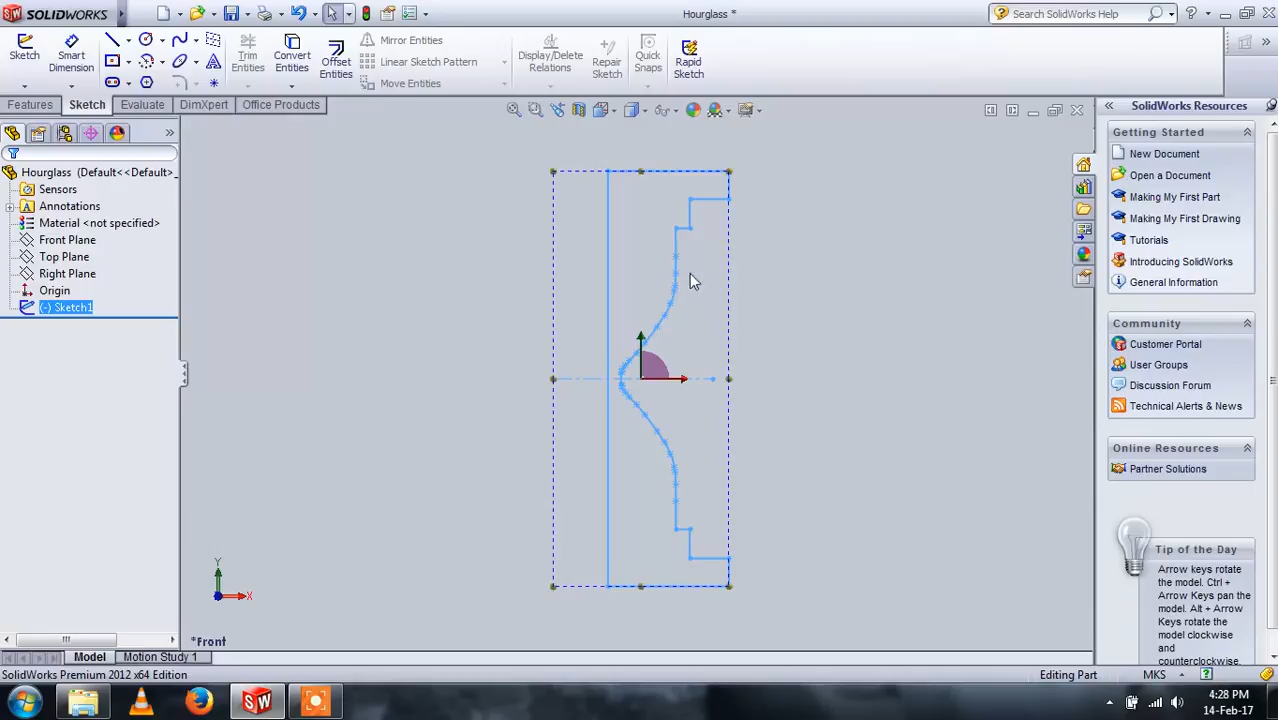 SOLIDWORKS
Hourglass *
Search SolidWorks Help
Sketch
Smart
Dimension
Trim
Entities
Convert
Entities
Offset
Entities
Mirror Entities
Linear Sketch Pattern
Move Entities
Display/Delete
Relations
Repair
Sketch
Quick
Snaps
Rapid
Sketch
Features
Sketch
Evaluate
DimXpert
Office Products
Hourglass (Default<<Default>_
Sensors
Annotations
Material <not specified>
Front Plane
Top Plane
Right Plane
Origin
(-) Sketch1
Y
X
*Front
SolidWorks Resources
Getting Started
New Document
Open a Document
Making My First Part
Making My First Drawing
Tutorials
Introducing SolidWorks
General Information
Community
Customer Portal
User Groups
Discussion Forum
Technical Alerts & News
Online Resources
Partner Solutions
Tip of the Day
Arrow keys rotate
the model. Ctrl +
Arrow Keys pan the
model. Alt + Arrow
Keys rotate the
model clockwise
and
counterclockwise.
Model
Motion Study 1
SolidWorks Premium 2012 x64 Edition
Editing Part
MKS
4:28 PM
14-Feb-17